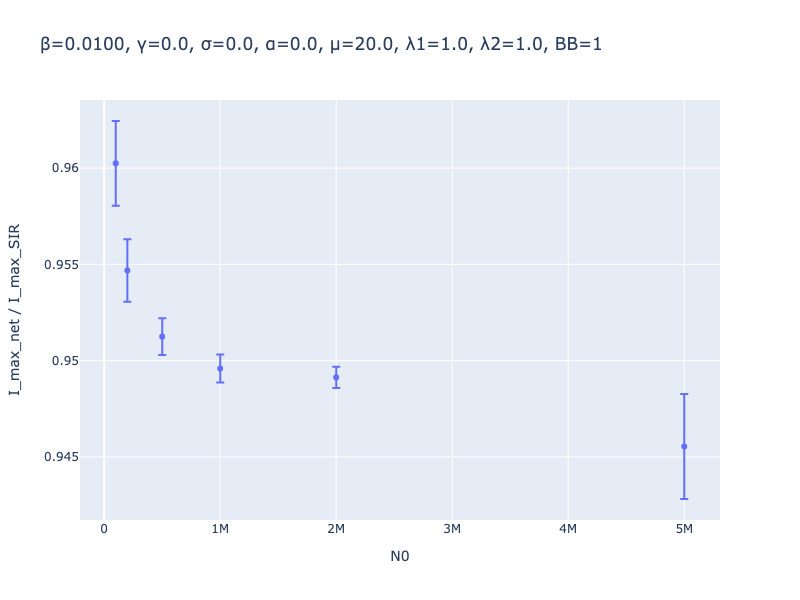 β=0.0100, γ=0.0, σ=0.0, α=0.0, μ=20.0, λ1=1.0, λ2=1.0, BB=1
I_max_net / I_max_SIR
0.96
0.955
0.95
0.945
0
1M
2M
3M
4M
5M
N0